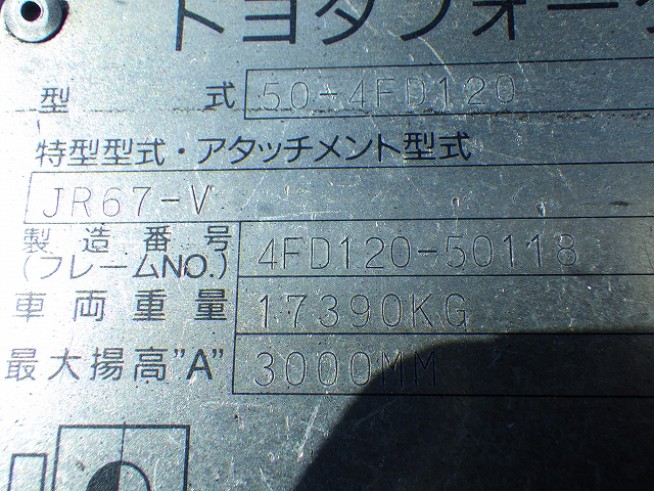 トヨタフォーク
型 式 50-4FD120
特型型式・アタッチメント型式
JR67-V
製造番号 4FD120-50118
(フレームNO.)
車両重量 17390KG
最大揚高"A" 3000MM